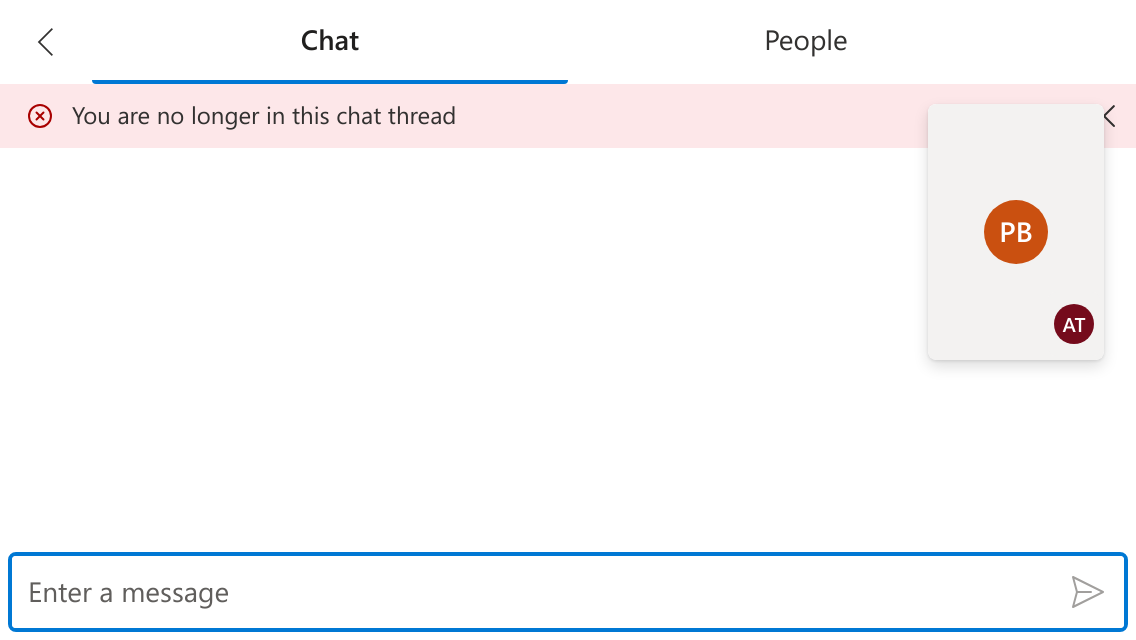 Chat
People
You are no longer in this chat thread
PB
AT
Enter a message